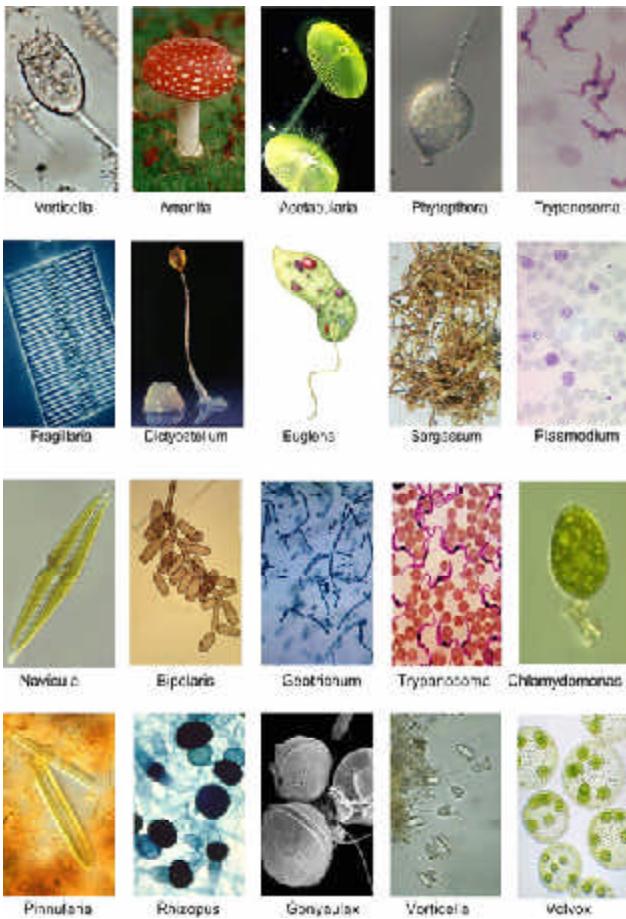 Vorticella
Amanita
Acetabularia
Phytopthora
Trypanosoma
Fragillaria
Dictyostelium
Euglena
Sargassum
Plasmodium
Navicula
Bipolaris
Geotrichum
Trypanosoma
Chlamydomonas
Pinnularia
Rhizopus
Gonyaulax
Vorticella
Volvox